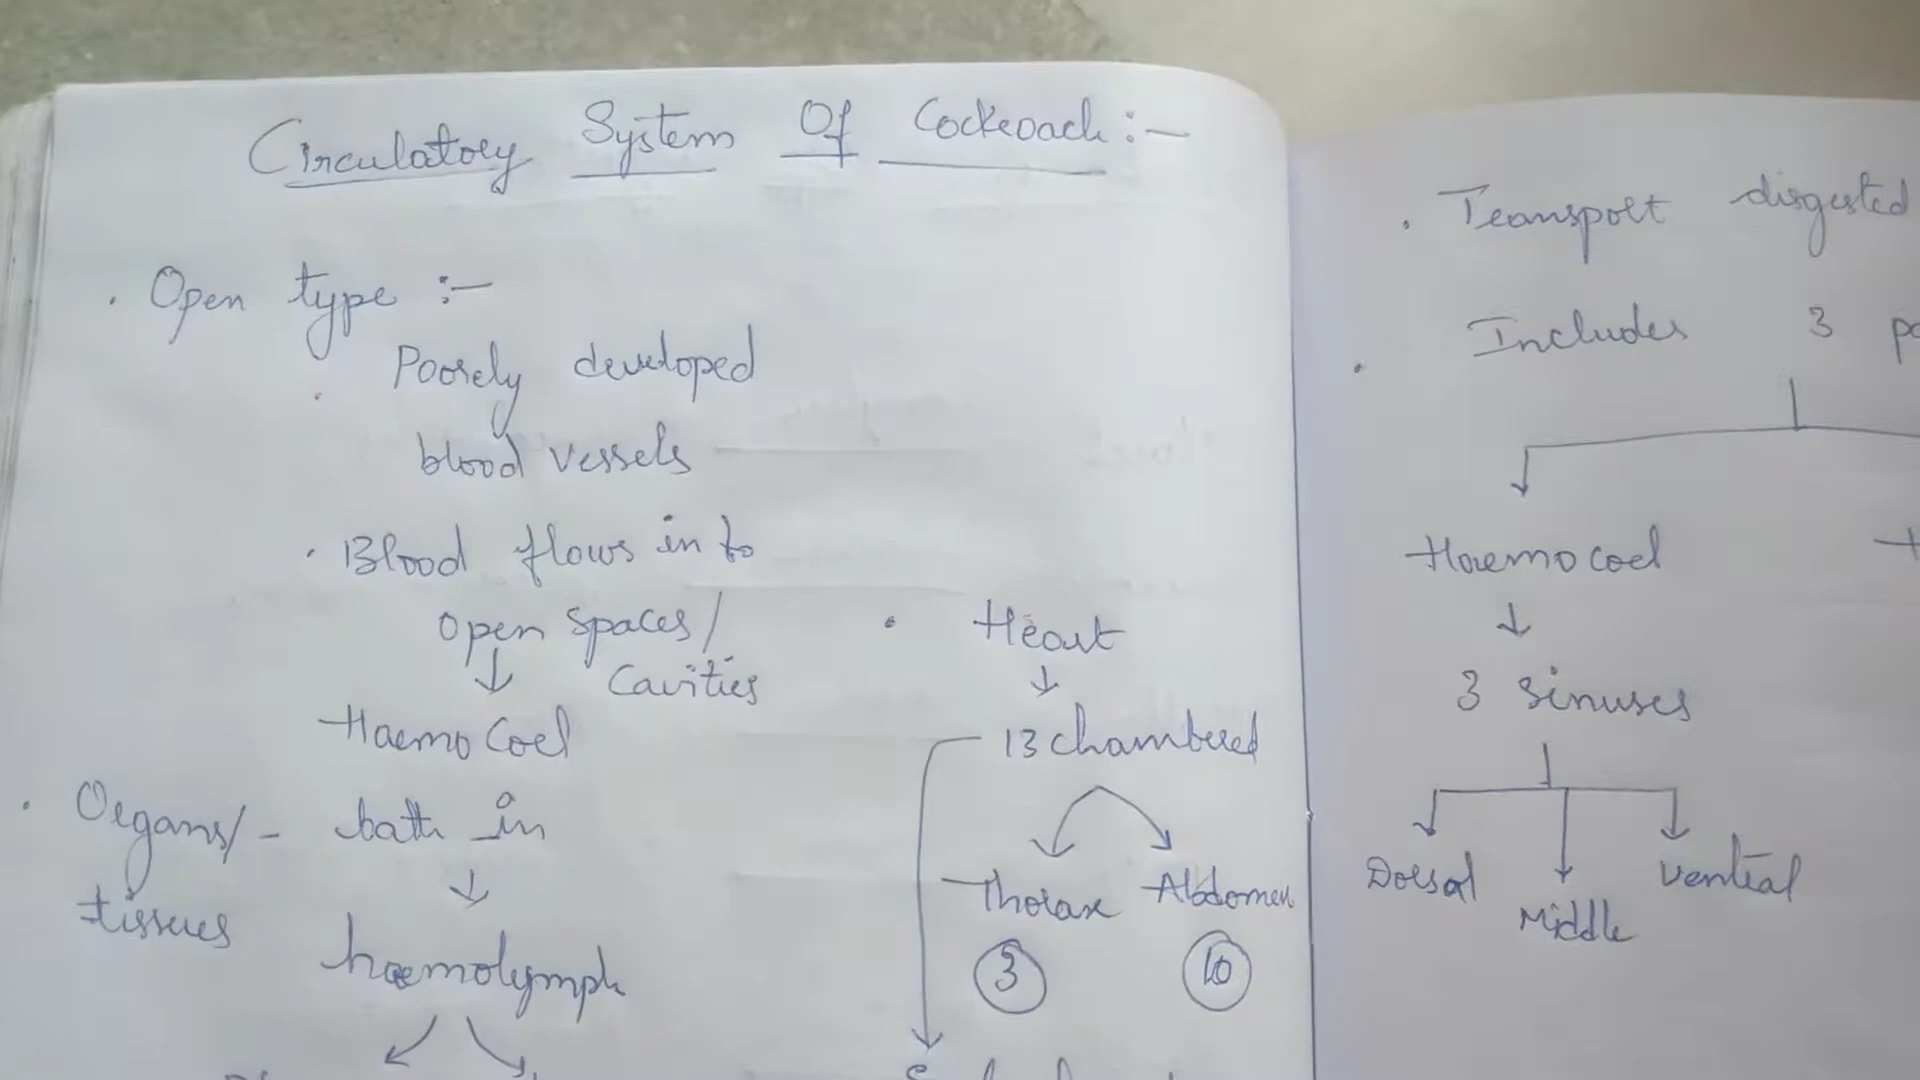 Circulatory System Of Cockroach :-
. Open type :-
Poorely developed
blood vessels
. Blood flows in to
open spaces /
Cavities
↓
Haemo Coel
. Organs/ - bath in
tissues
↓
haemolymph
. Heart
↓
13 chambered
Thorax Abdomen
3 10
. Transport disgested
. Includes 3
Haemo coel
↓
3 sinuses
Dorsal Middle Ventral